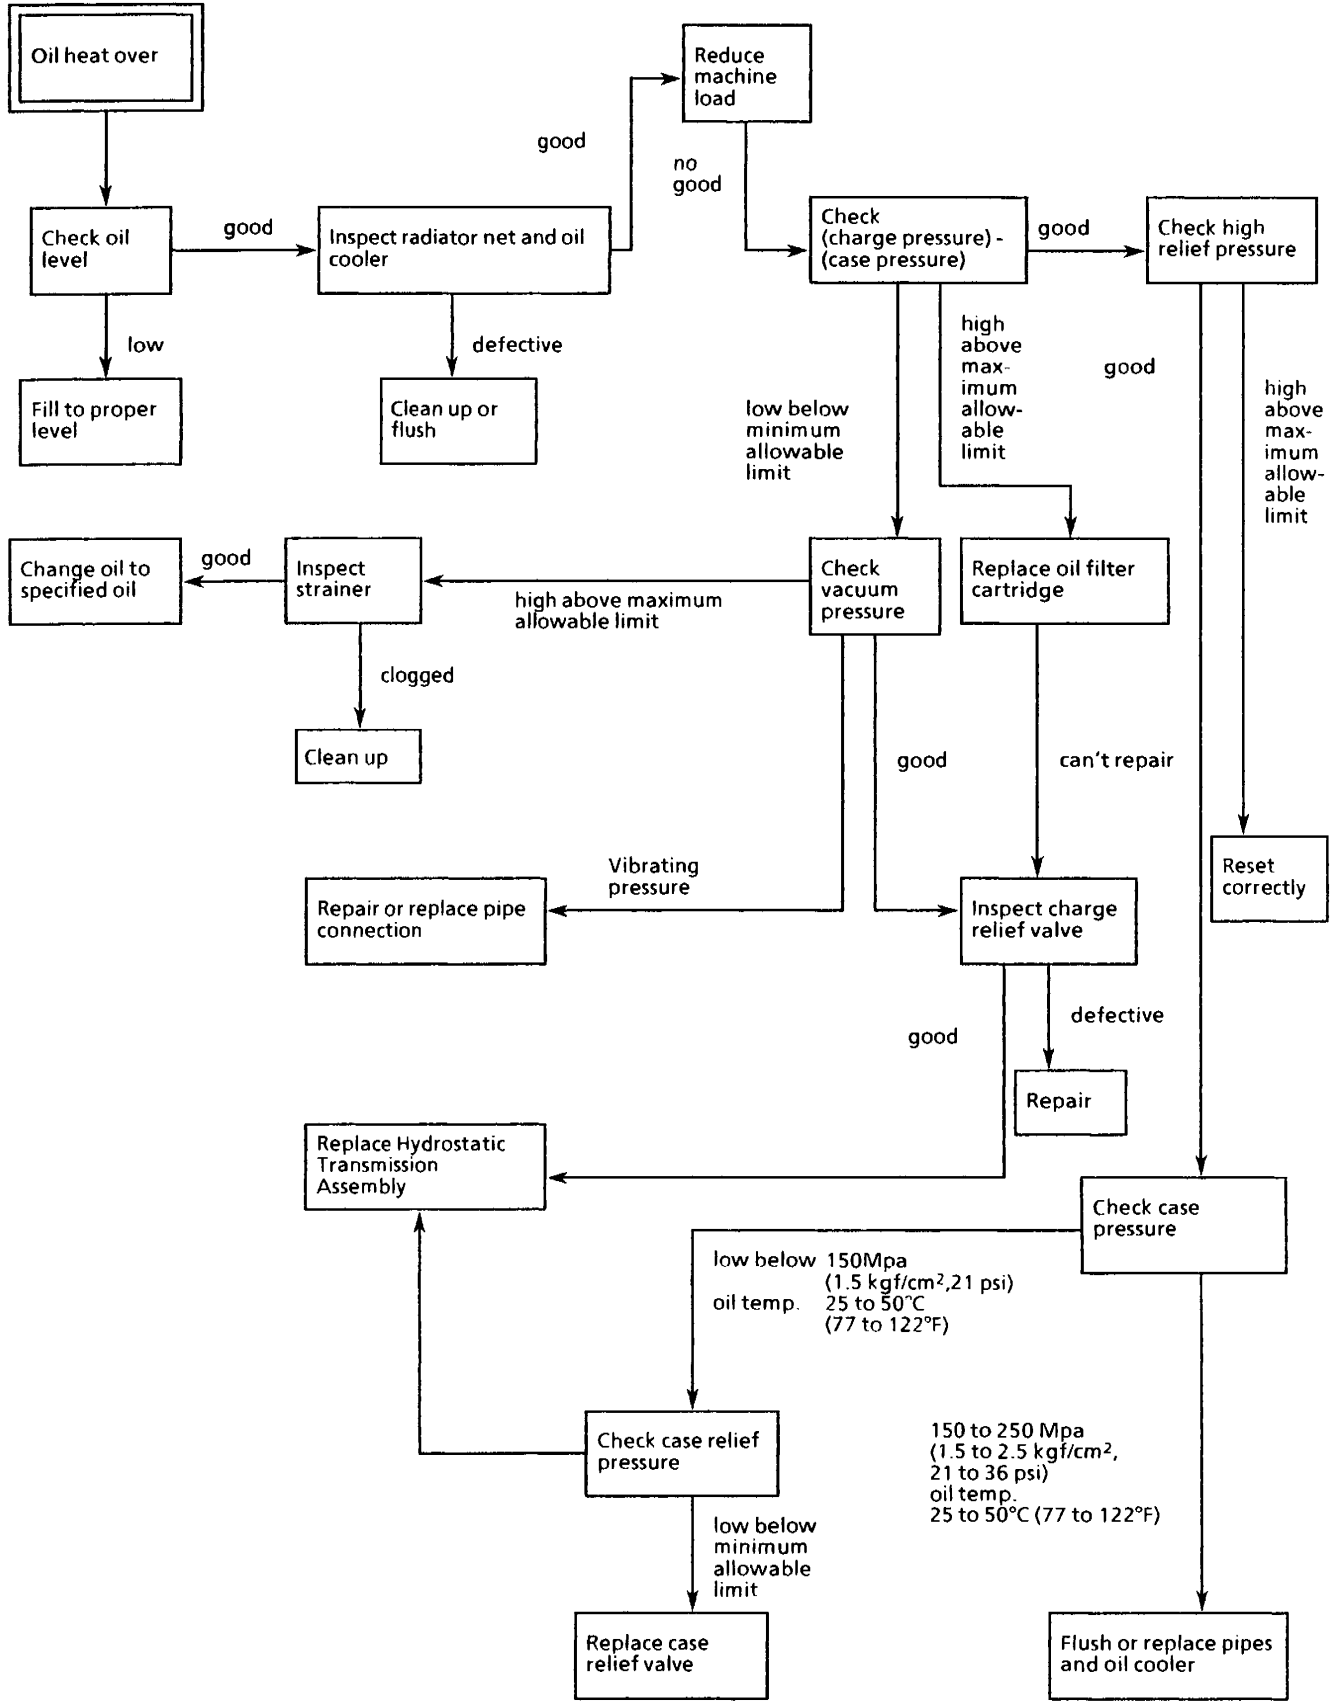 Oil heat over
Reduce
machine
load
good
no
good
Check oil
level
good
Inspect radiator net and oil
cooler
Check
(charge pressure) -
(case pressure)
good
Check high
relief pressure
low
defective
Fill to proper
level
Clean up or
flush
low below
minimum
allowable
limit
high
above
max-
imum
allow-
able
limit
good
high
above
max-
imum
allow-
able
limit
Change oil to
specified oil
good
Inspect
strainer
high above maximum
allowable limit
Check
vacuum
pressure
Replace oil filter
cartridge
clogged
Clean up
good
can't repair
Vibrating
pressure
Repair or replace pipe
connection
Inspect charge
relief valve
Reset
correctly
good
defective
Repair
Replace Hydrostatic
Transmission
Assembly
Check case
pressure
low below 150Mpa
(1.5 kgf/cm²,21 psi)
oil temp. 25 to 50°C
(77 to 122°F)
Check case relief
pressure
150 to 250 Mpa
(1.5 to 2.5 kgf/cm²,
21 to 36 psi)
oil temp.
25 to 50°C (77 to 122°F)
low below
minimum
allowable
limit
Replace case
relief valve
Flush or replace pipes
and oil cooler